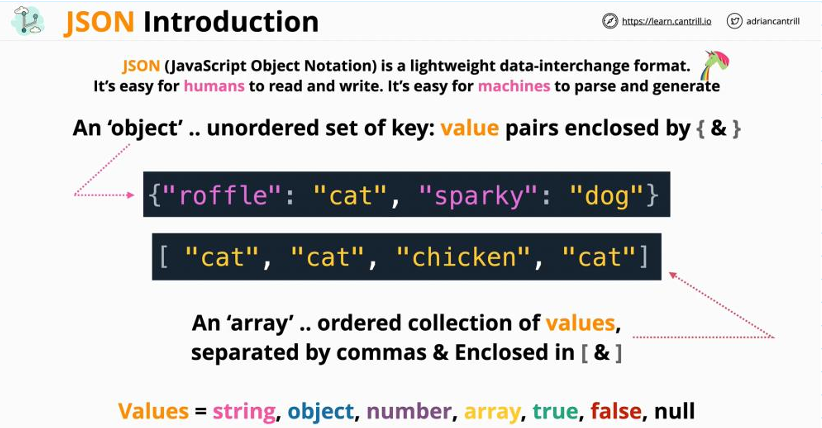 JSON Introduction
https://learn.cantrill.io
adriancantrill
JSON (JavaScript Object Notation) is a lightweight data-interchange format.
It's easy for humans to read and write. It's easy for machines to parse and generate
An 'object' .. unordered set of key: value pairs enclosed by { & }
{"roffle": "cat", "sparky": "dog"}
[ "cat", "cat", "chicken", "cat"]
An 'array' .. ordered collection of values,
separated by commas & Enclosed in [ & ]
Values = string, object, number, array, true, false, null